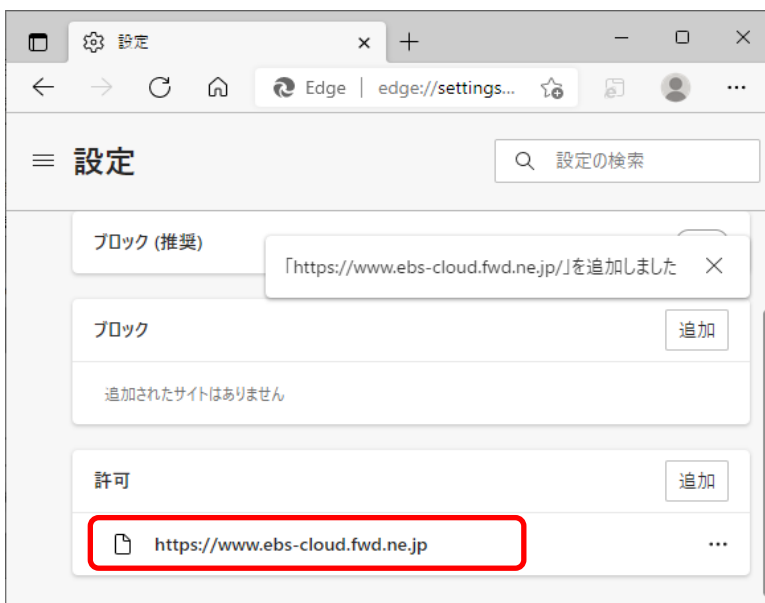 設定
Edge | edge://settings...
設定
設定の検索
ブロック (推奨)
「https://www.ebs-cloud.fwd.ne.jp/」を追加しました
ブロック
追加
追加されたサイトはありません
許可
追加
https://www.ebs-cloud.fwd.ne.jp